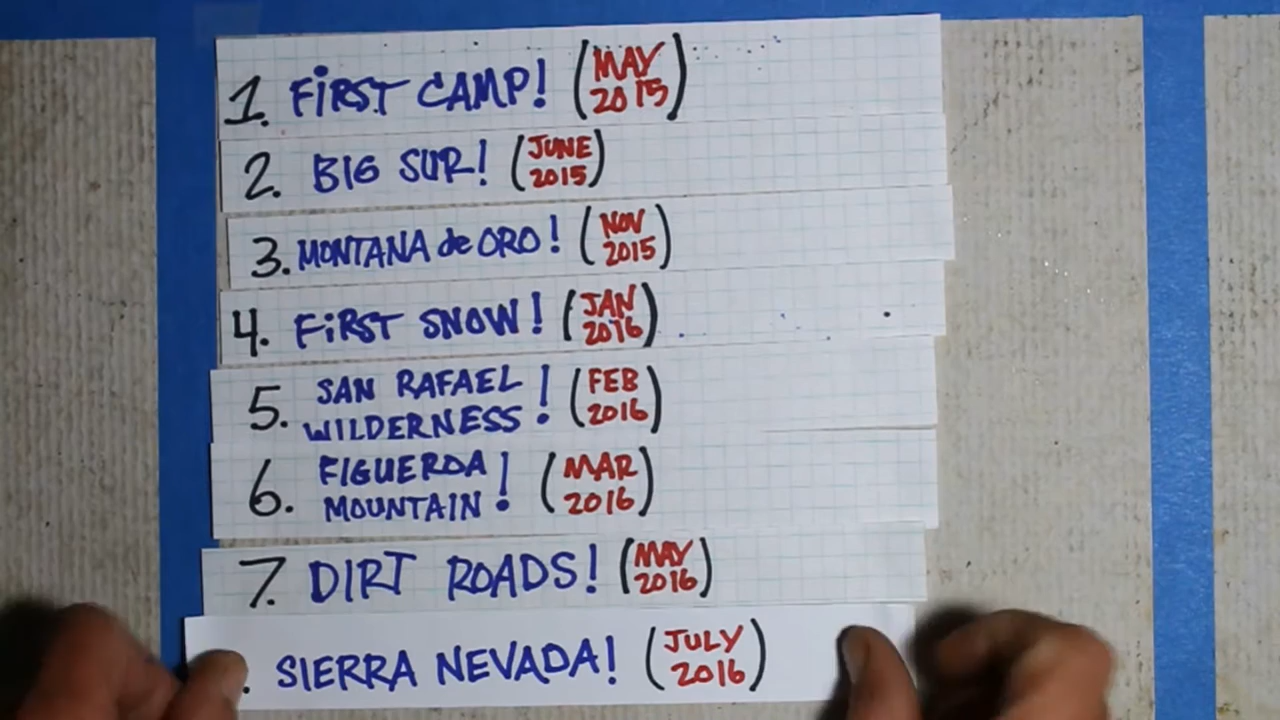 1. FiRST CAMP! (MAY 2015)
2. BIG SUR! (JUNE 2015)
3. MONTANA de ORO! (NOV 2015)
4. FiRST SNOW! (JAN 2016)
5. SAN RAFAEL WILDERNESS! (FEB 2016)
6. FIGUEROA MOUNTAIN! (MAR 2016)
7. DIRT ROADS! (MAY 2016)
. SIERRA NEVADA! (JULY 2016)